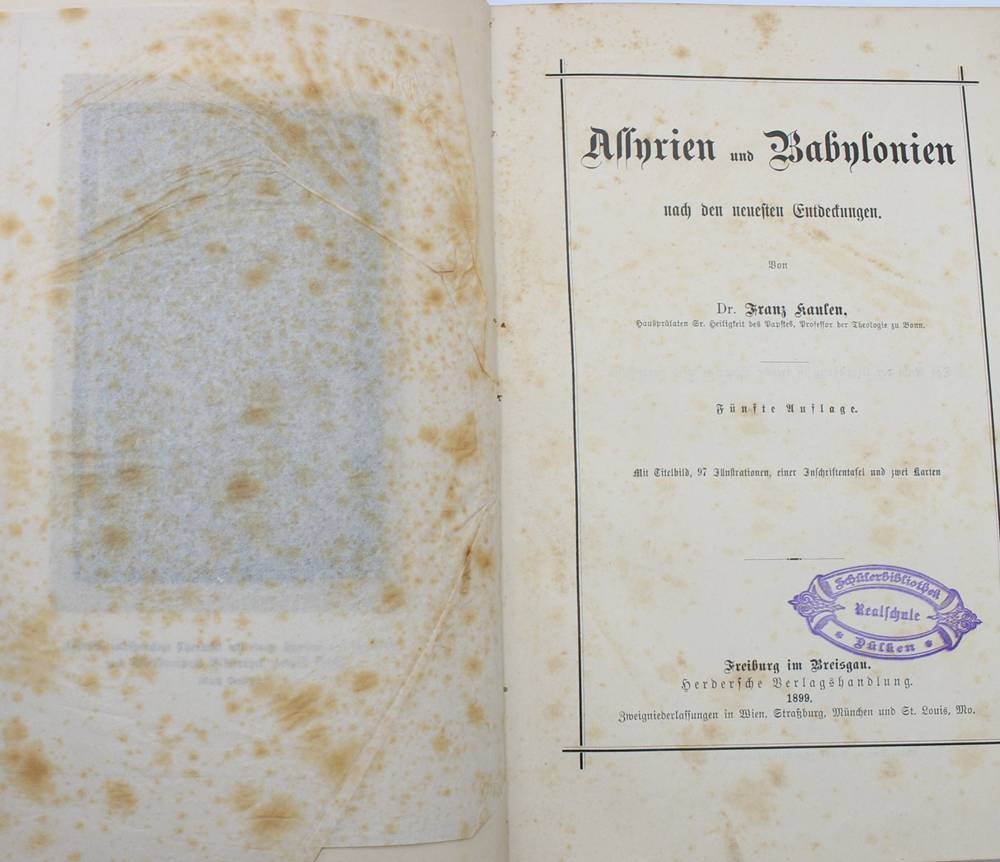 Assyrien und Babylonien
nach den neuesten Entdeckungen.
Von
Dr. Franz Kaulen,
Hausprälaten Sr. Heiligkeit des Papstes, Professor der Theologie zu Bonn.
Fünfte Auflage.
Mit Titelbild, 97 Illustrationen, einer Inschriftentafel und zwei Karten
Schülerbibliothek
Realschule
* Dülken *
Freiburg im Breisgau.
Herdersche Verlagshandlung.
1899.
Zweigniederlassungen in Wien, Straßburg, München und St. Louis, Mo.